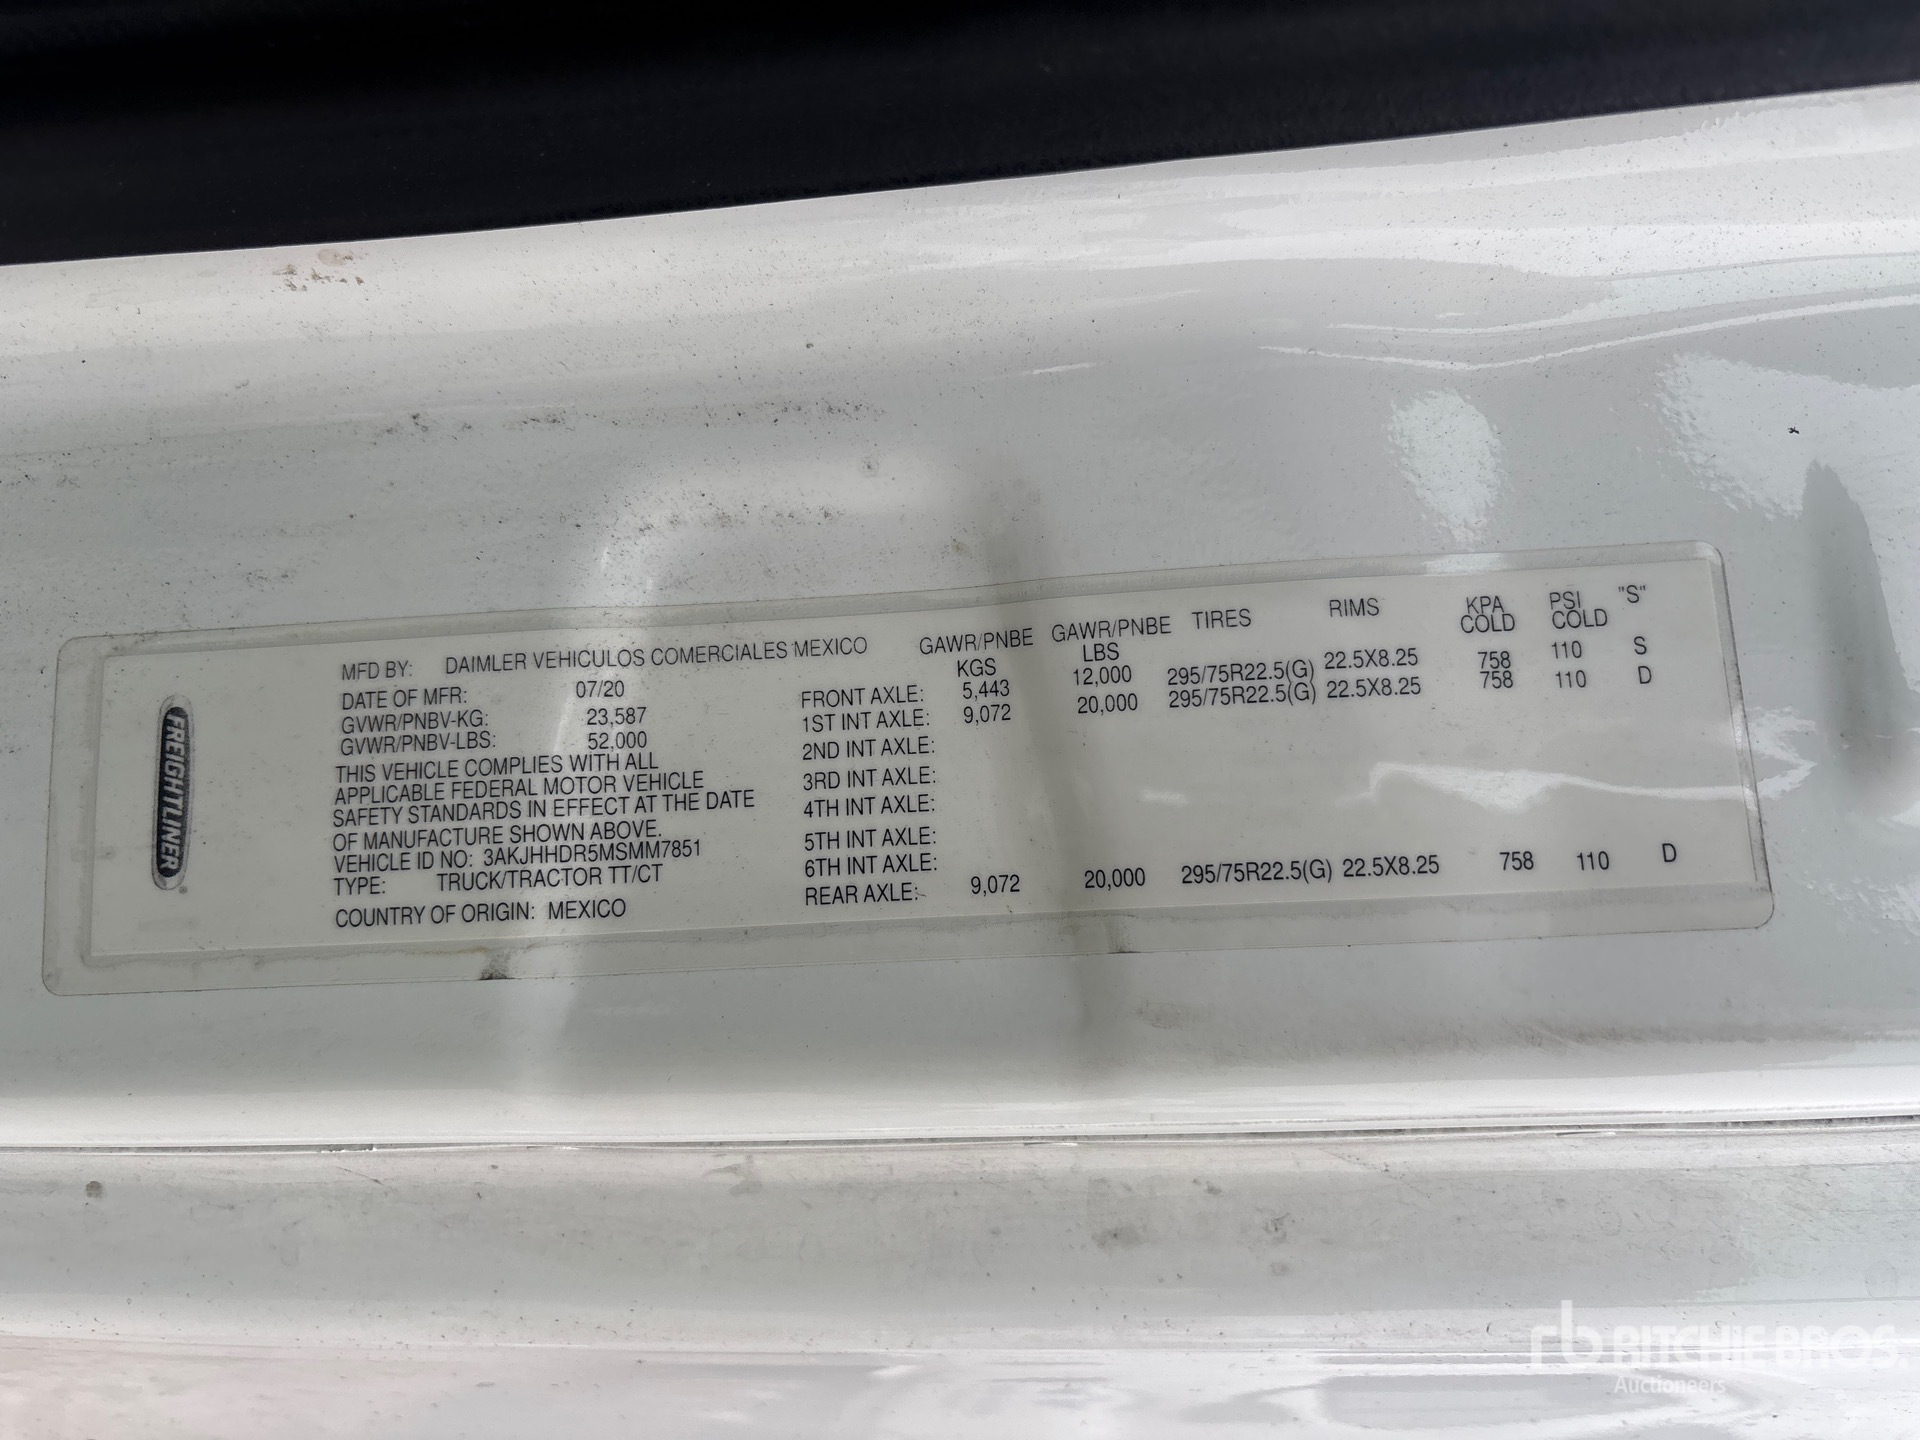 FREIGHTLINER
MFD BY: DAIMLER VEHICULOS COMERCIALES MEXICO
DATE OF MFR: 07/20
GVWR/PNBV-KG: 23,587
GVWR/PNBV-LBS: 52,000
THIS VEHICLE COMPLIES WITH ALL
APPLICABLE FEDERAL MOTOR VEHICLE
SAFETY STANDARDS IN EFFECT AT THE DATE
OF MANUFACTURE SHOWN ABOVE.
VEHICLE ID NO: 3AKJHHDR5MSMM7851
TYPE: TRUCK/TRACTOR TT/CT
COUNTRY OF ORIGIN: MEXICO
GAWR/PNBE GAWR/PNBE TIRES RIMS KPA PSI "S"
KGS LBS COLD COLD
FRONT AXLE: 5,443 12,000 295/75R22.5(G) 22.5X8.25 758 110 S
1ST INT AXLE: 9,072 20,000 295/75R22.5(G) 22.5X8.25 758 110 D
2ND INT AXLE:
3RD INT AXLE:
4TH INT AXLE:
5TH INT AXLE:
6TH INT AXLE:
REAR AXLE: 9,072 20,000 295/75R22.5(G) 22.5X8.25 758 110 D
rb RITCHIE BROS.
Auctioneers